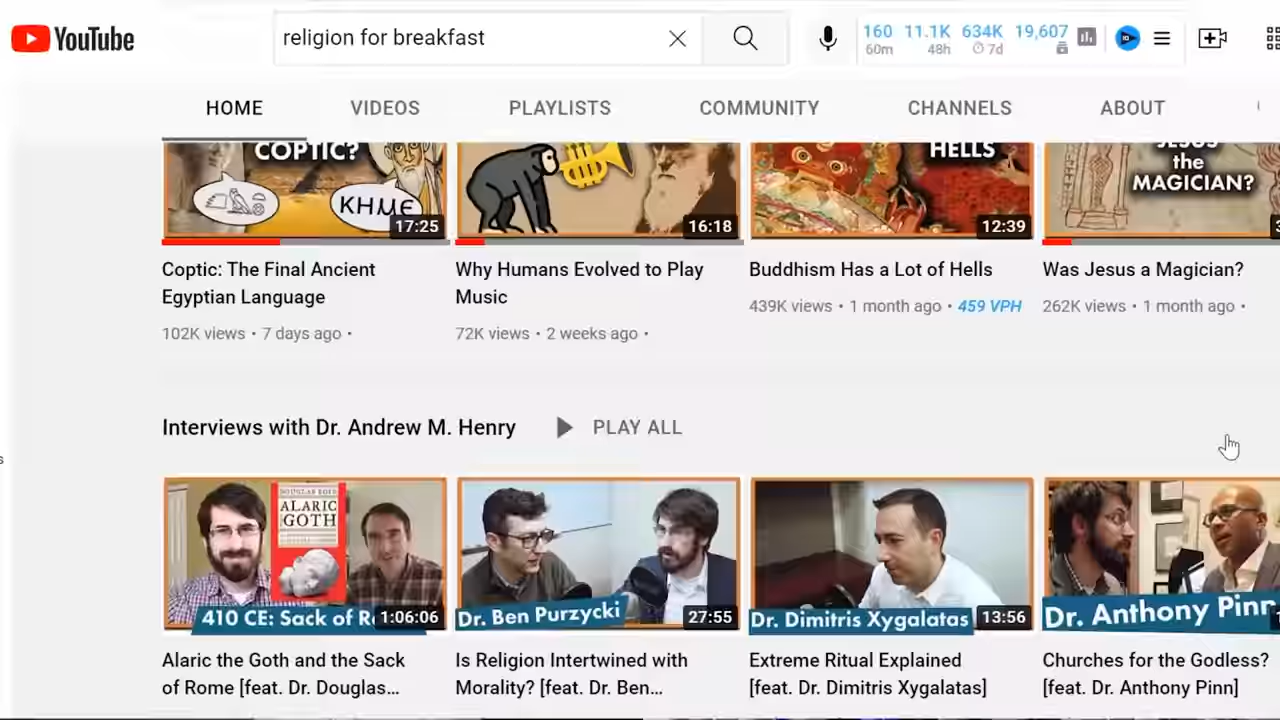 YouTube
religion for breakfast
160 11.1K 634K 19,607
60m 48h 7d
HOME VIDEOS PLAYLISTS COMMUNITY CHANNELS ABOUT
COPTIC?
KHME
17:25
16:18
HELLS
12:39
JESUS
the
MAGICIAN?
Coptic: The Final Ancient
Egyptian Language
102K views • 7 days ago •
Why Humans Evolved to Play
Music
72K views • 2 weeks ago •
Buddhism Has a Lot of Hells
439K views • 1 month ago • 459 VPH
Was Jesus a Magician?
262K views • 1 month ago •
Interviews with Dr. Andrew M. Henry PLAY ALL
ALARIC
GOTH
410 CE: Sack of R
1:06:06
Dr. Ben Purzycki
27:55
Dr. Dimitris Xygalatas
13:56
Dr. Anthony Pinn
Alaric the Goth and the Sack
of Rome [feat. Dr. Douglas...
Is Religion Intertwined with
Morality? [feat. Dr. Ben...
Extreme Ritual Explained
[feat. Dr. Dimitris Xygalatas]
Churches for the Godless?
[feat. Dr. Anthony Pinn]